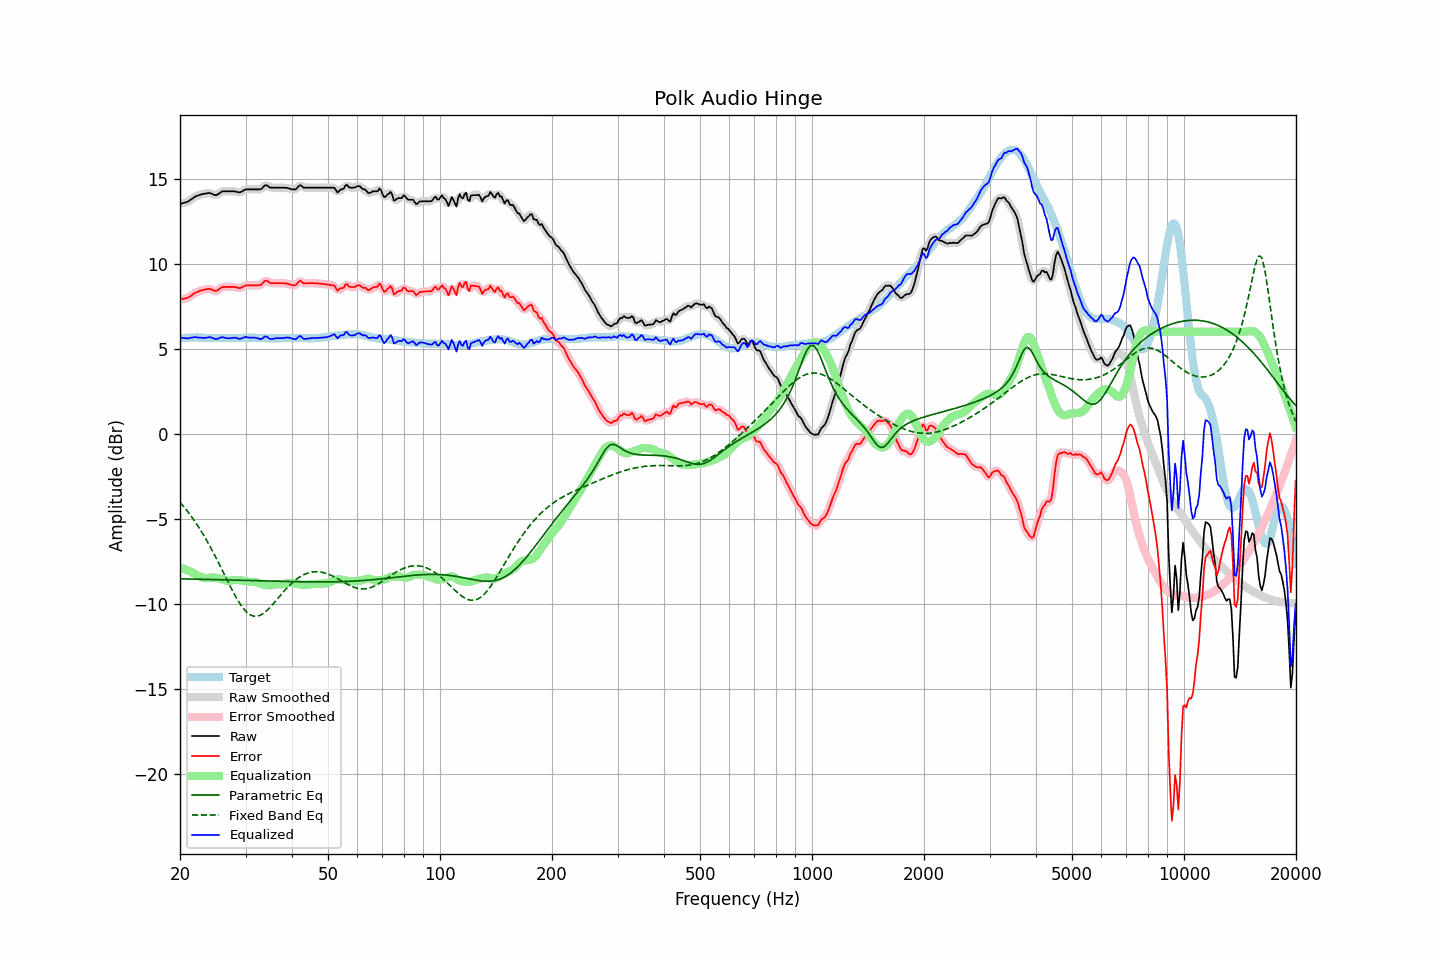 Polk Audio Hinge
Amplitude (dBr)
15
10
5
0
−5
−10
−15
−20
Target
Raw Smoothed
Error Smoothed
Raw
Error
Equalization
Parametric Eq
Fixed Band Eq
Equalized
20 50 100 200 500 1000 2000 5000 10000 20000
Frequency (Hz)